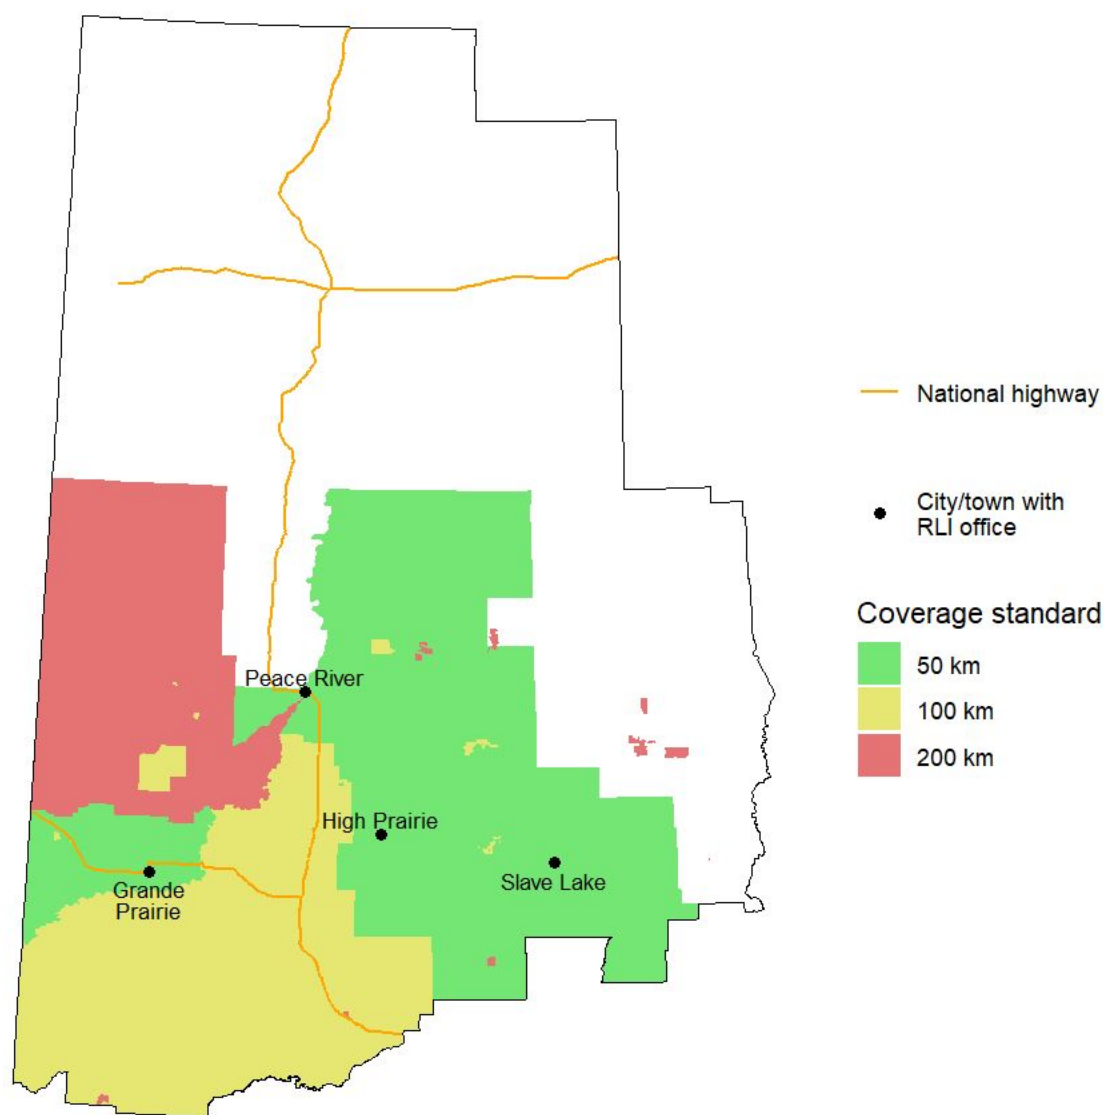 National highway
City/town with
RLI office
Coverage standard
50 km
100 km
200 km
Peace River
High Prairie
Slave Lake
Grande
Prairie